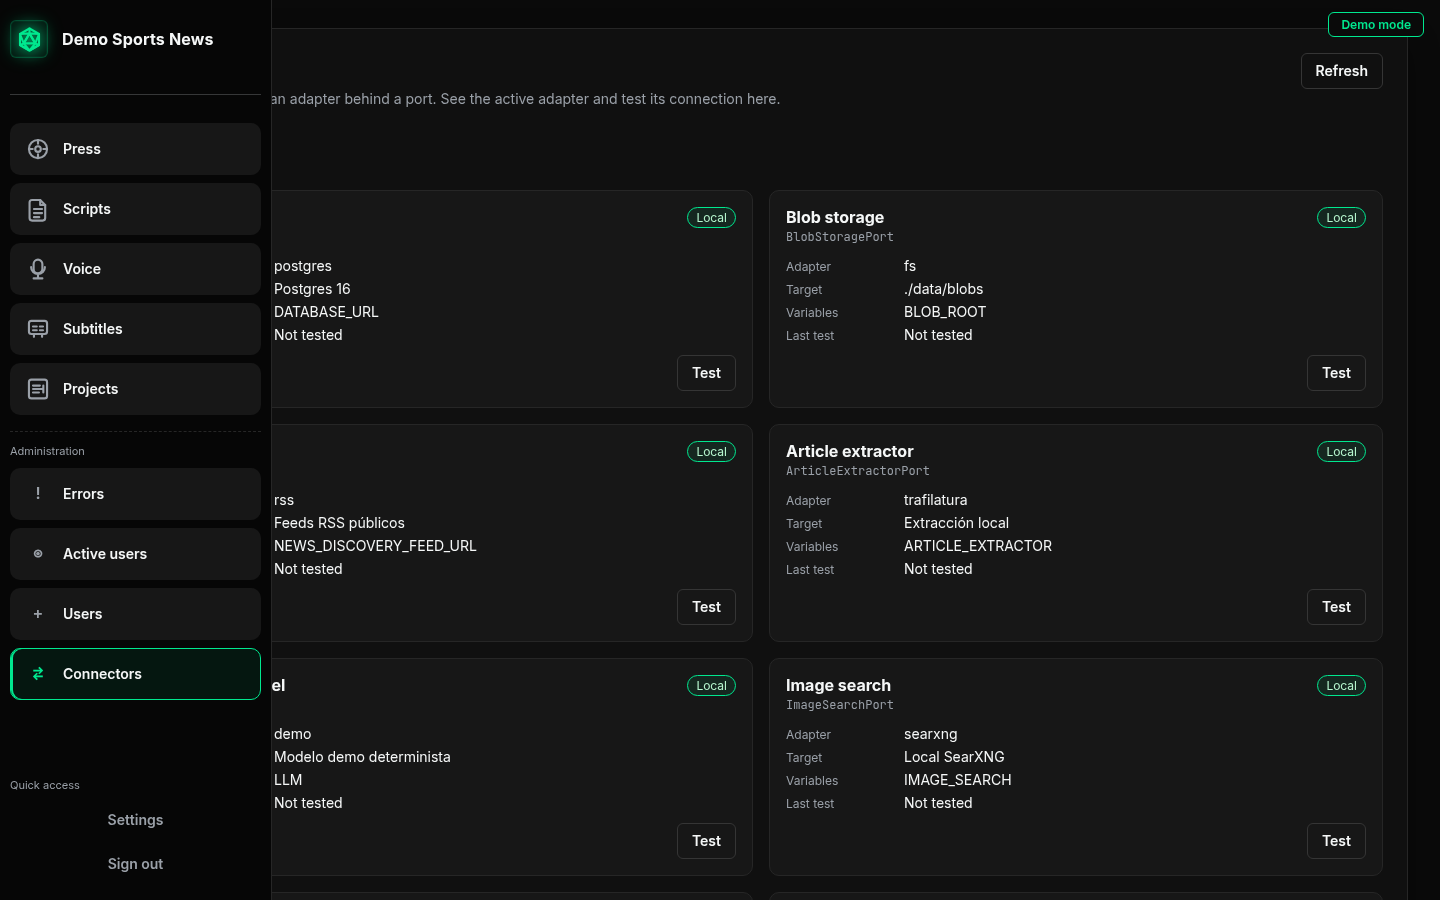 Demo Sports News
Press
Scripts
Voice
Subtitles
Projects
Administration
! Errors
Active users
+ Users
Connectors
Quick access
Settings
Sign out
Demo mode
Refresh
an adapter behind a port. See the active adapter and test its connection here.
Local
postgres
Postgres 16
DATABASE_URL
Not tested
Test
Blob storage
Local
BlobStoragePort
Adapter fs
Target ./data/blobs
Variables BLOB_ROOT
Last test Not tested
Test
Local
rss
Feeds RSS públicos
NEWS_DISCOVERY_FEED_URL
Not tested
Test
Article extractor
Local
ArticleExtractorPort
Adapter trafilatura
Target Extracción local
Variables ARTICLE_EXTRACTOR
Last test Not tested
Test
el
Local
demo
Modelo demo determinista
LLM
Not tested
Test
Image search
Local
ImageSearchPort
Adapter searxng
Target Local SearXNG
Variables IMAGE_SEARCH
Last test Not tested
Test